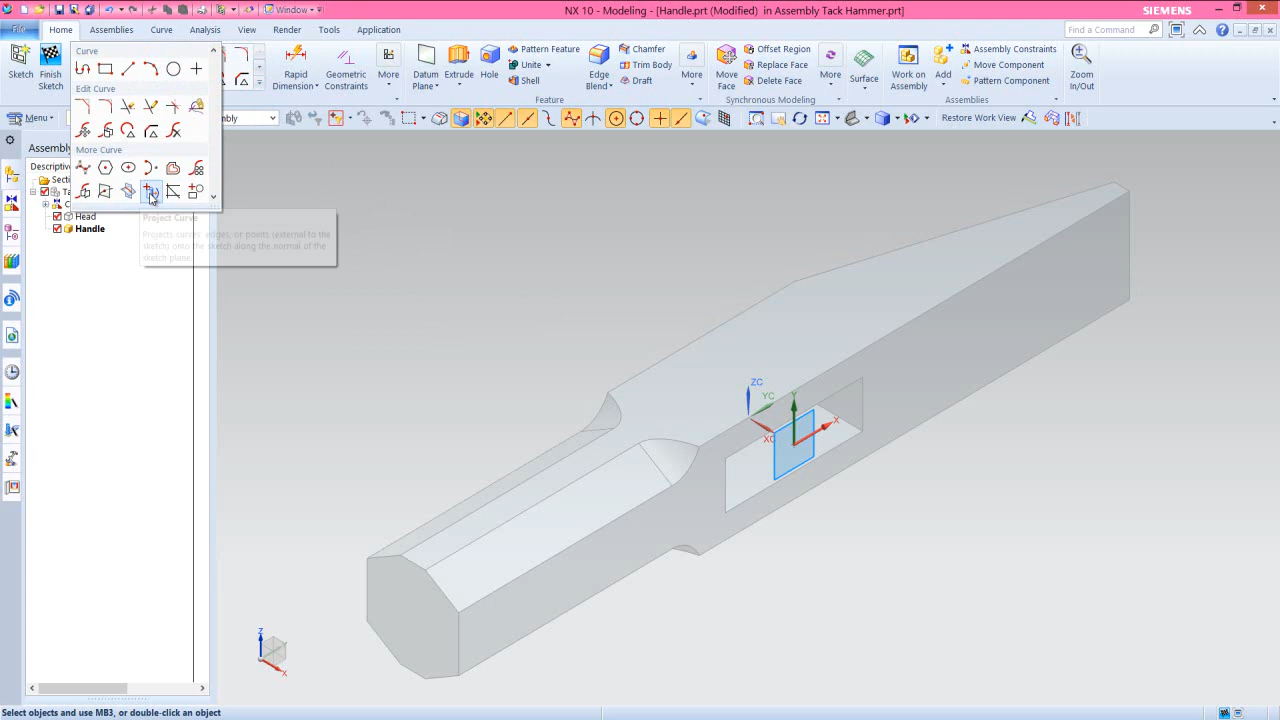 Window
NX 10 - Modeling - [Handle.prt (Modified) in Assembly Tack Hammer.prt]
SIEMENS
File
Home
Assemblies
Curve
Analysis
View
Render
Tools
Application
Find a Command
Sketch
Finish
Sketch
Curve
Edit Curve
More Curve
Rapid
Dimension
Geometric
Constraints
More
Datum
Plane
Extrude
Hole
Pattern Feature
Unite
Shell
Edge
Blend
Chamfer
Trim Body
Draft
More
Feature
Move
Face
Offset Region
Replace Face
Delete Face
More
Synchronous Modeling
Surface
Work on
Assembly
Add
Assembly Constraints
Move Component
Pattern Component
Assemblies
Zoom
In/Out
Menu
Restore Work View
Head
Handle
Project Curve
Projects curves, edges, or points (external to the
sketch) onto the sketch along the normal of the
sketch plane.
ZC
YC
XC
Y
X
Z
X
Select objects and use MB3, or double-click an object